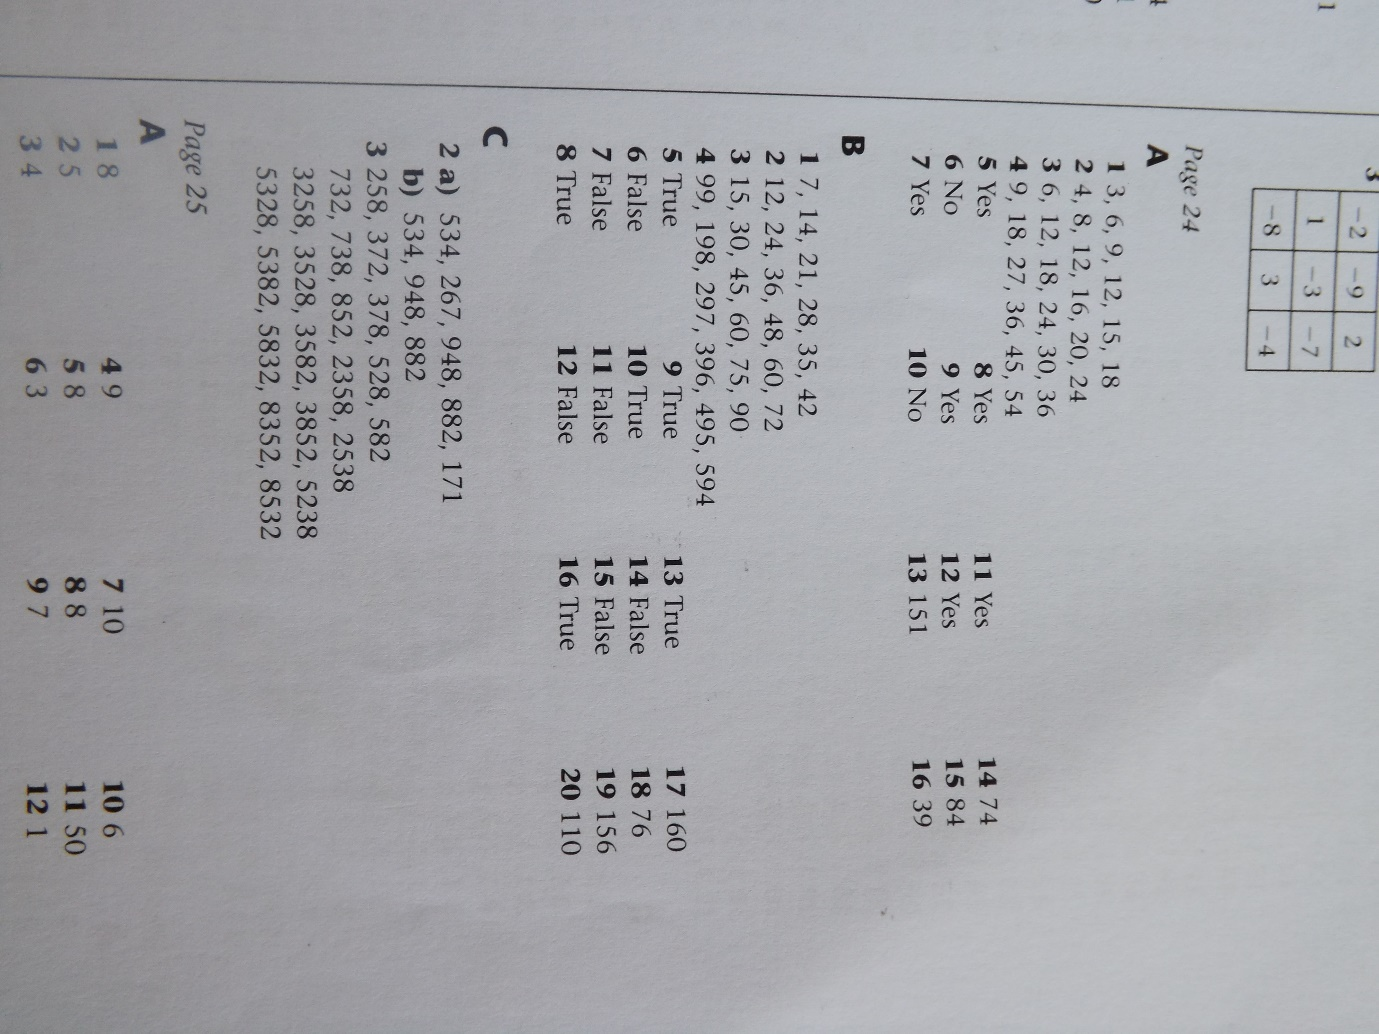 3
−2 −9 2
1 −3 −7
−8 3 −4
Page 24
A
1 3, 6, 9, 12, 15, 18
2 4, 8, 12, 16, 20, 24
3 6, 12, 18, 24, 30, 36
4 9, 18, 27, 36, 45, 54
5 Yes 8 Yes 11 Yes 14 74
6 No 9 Yes 12 Yes 15 84
7 Yes 10 No 13 151 16 39
B
1 7, 14, 21, 28, 35, 42
2 12, 24, 36, 48, 60, 72
3 15, 30, 45, 60, 75, 90
4 99, 198, 297, 396, 495, 594
5 True 9 True 13 True 17 160
6 False 10 True 14 False 18 76
7 False 11 False 15 False 19 156
8 True 12 False 16 True 20 110
C
2 a) 534, 267, 948, 882, 171
b) 534, 948, 882
3 258, 372, 378, 528, 582
732, 738, 852, 2358, 2538
3258, 3528, 3582, 3852, 5238
5328, 5382, 5832, 8352, 8532
Page 25
A
1 8 4 9 7 10 10 6
2 5 5 8 8 8 11 50
3 4 6 3 9 7 12 1